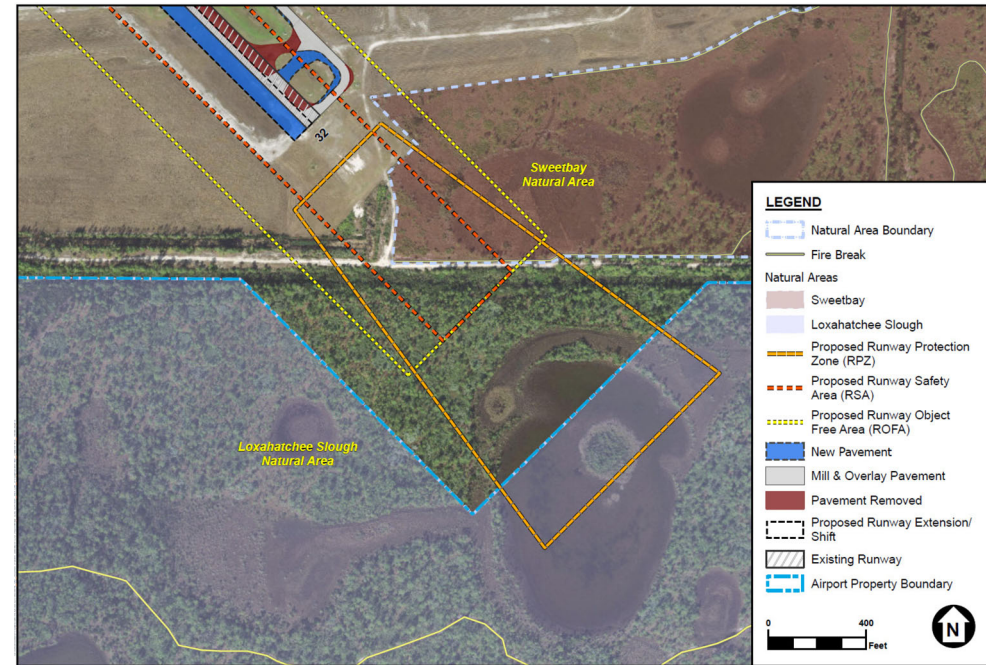 32
Sweetbay
Natural Area
Loxahatchee Slough
Natural Area
LEGEND
Natural Area Boundary
Fire Break
Natural Areas
Sweetbay
Loxahatchee Slough
Proposed Runway Protection
Zone (RPZ)
Proposed Runway Safety
Area (RSA)
Proposed Runway Object
Free Area (ROFA)
New Pavement
Mill & Overlay Pavement
Pavement Removed
Proposed Runway Extension/
Shift
Existing Runway
Airport Property Boundary
0 400
Feet
N